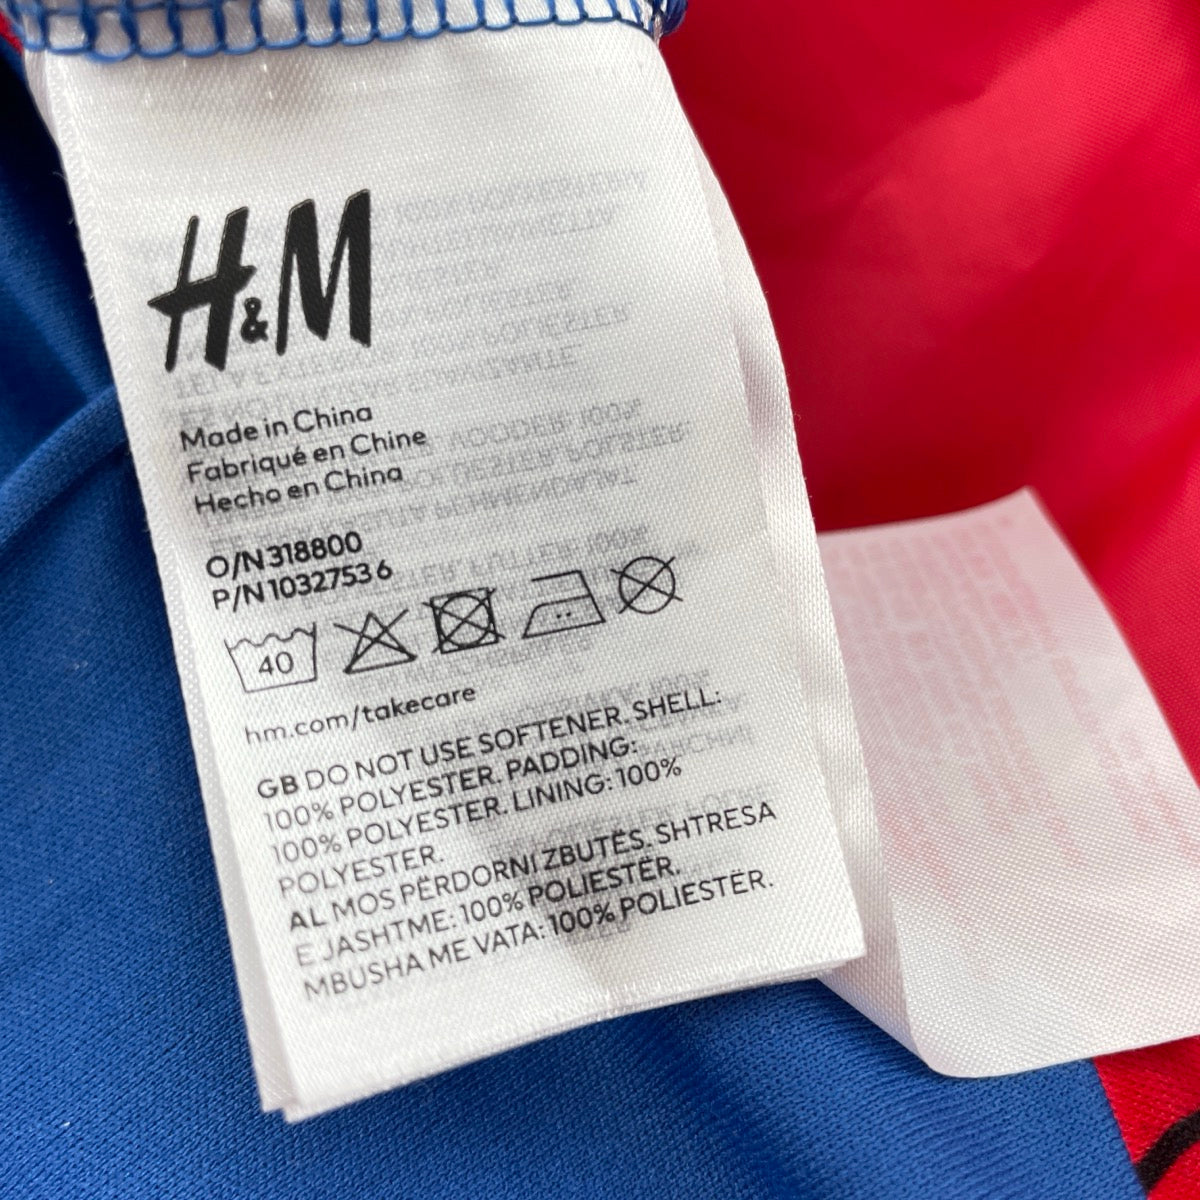 H&M
Made in China
Fabriqué en Chine
Hecho en China
O/N 318800
P/N 1032753 6
40
hm.com/takecare
GB DO NOT USE SOFTENER. SHELL:
100% POLYESTER. PADDING:
100% POLYESTER. LINING: 100%
POLYESTER.
AL MOS PËRDORNI ZBUTËS. SHTRESA
E JASHTME: 100% POLIESTËR.
MBUSHA ME VATA: 100% POLIESTËR.